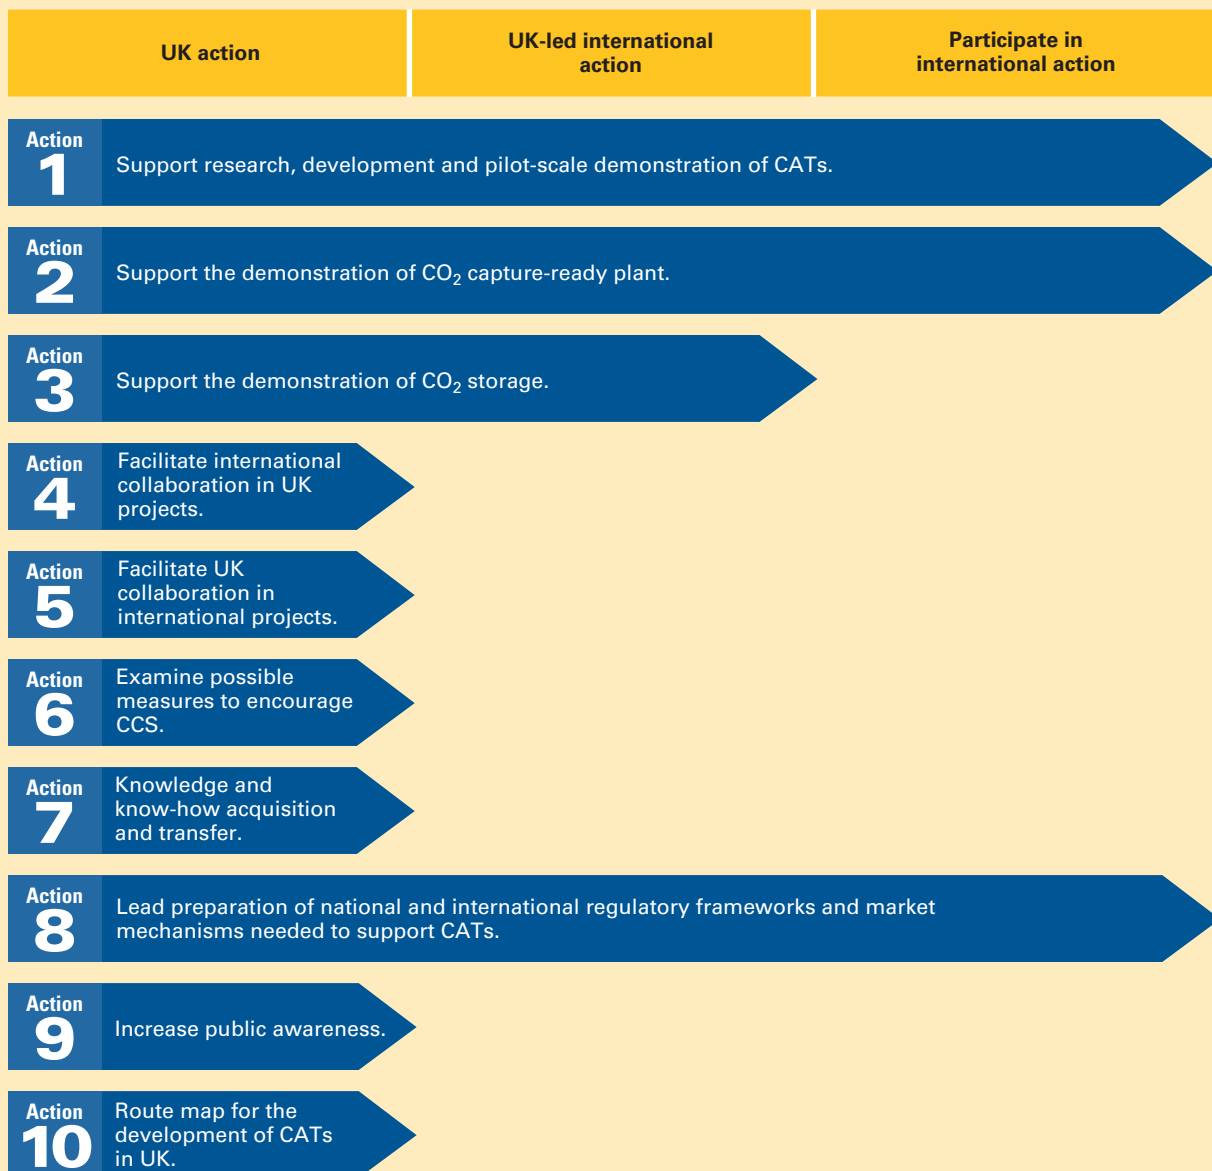 UK action
UK-led international
action
Participate in
international action
Action
1
Support research, development and pilot-scale demonstration of CATs.
Action
2
Support the demonstration of CO₂ capture-ready plant.
Action
3
Support the demonstration of CO₂ storage.
Action
4
Facilitate international
collaboration in UK
projects.
Action
5
Facilitate UK
collaboration in
international projects.
Action
6
Examine possible
measures to encourage
CCS.
Action
7
Knowledge and
know-how acquisition
and transfer.
Action
8
Lead preparation of national and international regulatory frameworks and market
mechanisms needed to support CATs.
Action
9
Increase public awareness.
Action
10
Route map for the
development of CATs
in UK.